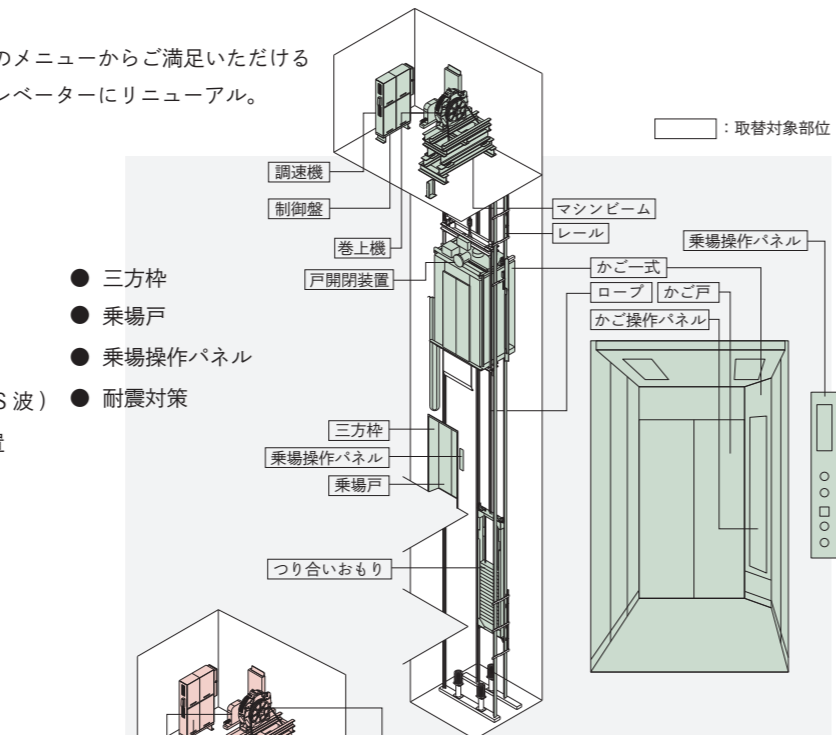 のメニューからご満足いただける
レベーターにリニューアル。
：取替対象部位
調速機
制御盤
巻上機
戸開閉装置
マシンビーム
レール
乗場操作パネル
かご一式
ロープ かご戸
かご操作パネル
● 三方枠
● 乗場戸
● 乗場操作パネル
S波） ● 耐震対策
置
三方枠
乗場操作パネル
乗場戸
つり合いおもり